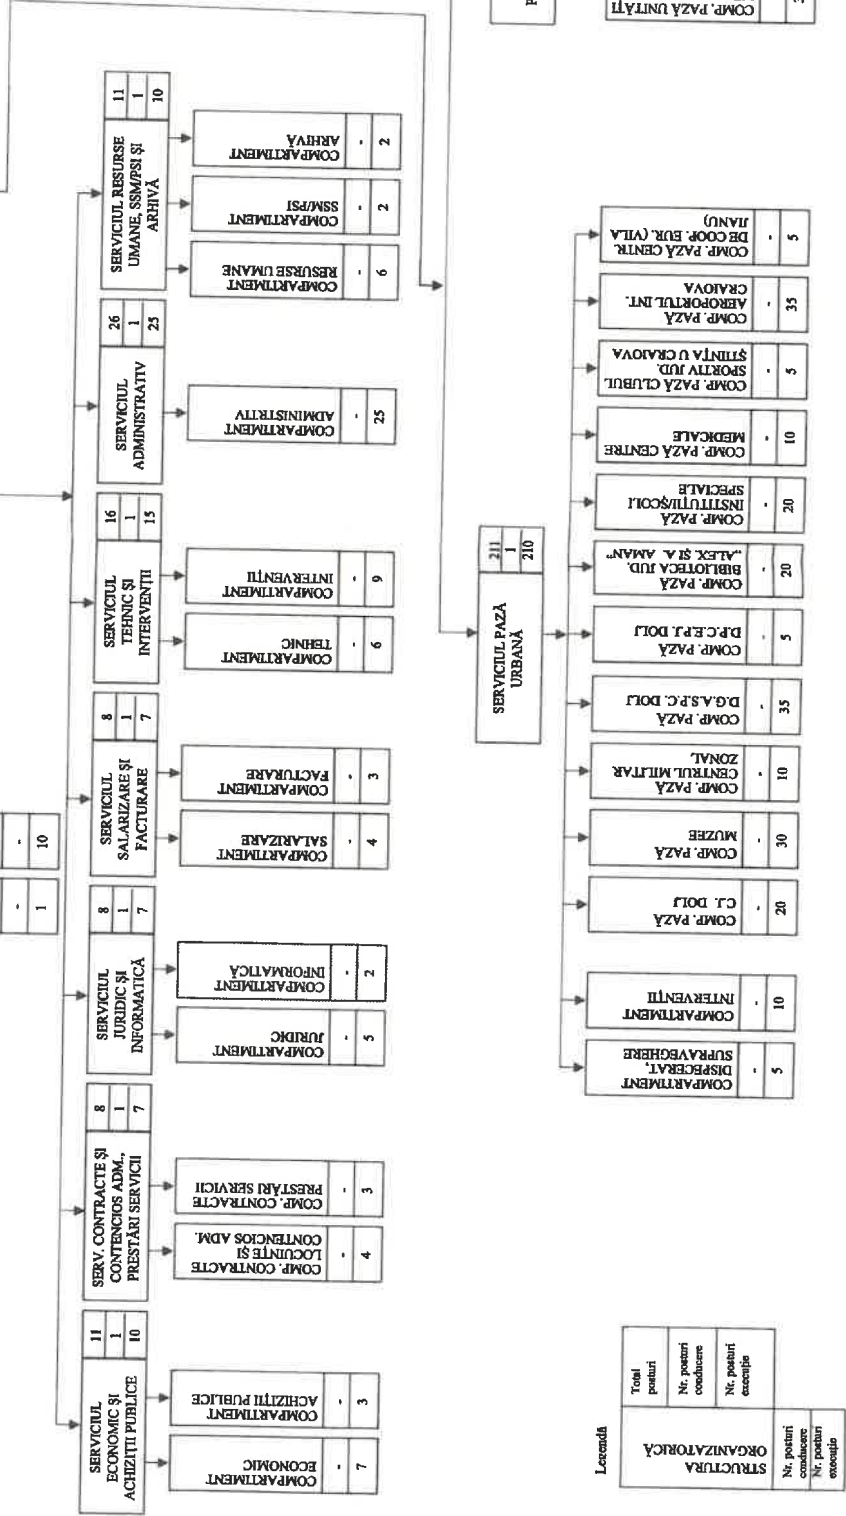 -
1
-
10
SERVICIUL
ECONOMIC ȘI
ACHIZIȚII PUBLICE
11
1
10
COMPARTIMENT
ECONOMIC
-
7
COMPARTIMENT
ACHIZIȚII PUBLICE
-
3
SERV. CONTRACTE ȘI
CONTENCIOS ADM.,
PRESTĂRI SERVICII
8
1
7
COMP. CONTRACTE
LOCUINȚE ȘI
CONTENCIOS ADM.
-
4
COMP. CONTRACTE
PRESTĂRI SERVICII
-
3
SERVICIUL
JURIDIC ȘI
INFORMATICĂ
8
1
7
COMPARTIMENT
JURIDIC
-
5
COMPARTIMENT
INFORMATICĂ
-
2
SERVICIUL
SALARIZARE ȘI
FACTURARE
8
1
7
COMPARTIMENT
SALARIZARE
-
4
COMPARTIMENT
FACTURARE
-
3
SERVICIUL
TEHNIC ȘI
INTERVENȚII
16
1
15
COMPARTIMENT
TEHNIC
-
6
COMPARTIMENT
INTERVENȚII
-
9
SERVICIUL
ADMINISTRATIV
26
1
25
COMPARTIMENT
ADMINISTRTIV
-
25
SERVICIUL RESURSE
UMANE, SSM/PSI ȘI
ARHIVĂ
11
1
10
COMPARTIMENT
RESURSE UMANE
-
6
COMPARTIMENT
SSM/PSI
-
2
COMPARTIMENT
ARHIVĂ
-
2
SERVICIUL PAZĂ
URBANĂ
211
1
210
COMPARTIMENT
DISPECERAT,
SUPRAVEGHERE
-
5
COMPARTIMENT
INTERVENȚII
-
10
COMP. PAZĂ
C.J. DOLJ
-
20
COMP. PAZĂ
MUZEE
-
30
COMP. PAZĂ
CENTRUL MILITAR
ZONAL
-
10
COMP. PAZĂ
D.G.A.S.P.C. DOLJ
-
35
COMP. PAZĂ
D.P.C.E.P.J. DOLJ
-
5
COMP. PAZĂ
BIBLIOTECA JUD.
„ALEX. ȘI A. AMAN”
-
20
COMP. PAZĂ
INSTITUȚII/ȘCOLI
SPECIALE
-
20
COMP. PAZĂ CENTRE
MEDICALE
-
10
COMP. PAZĂ CLUBUL
SPORTIV JUD.
ȘTIINȚA U CRAIOVA
-
5
COMP. PAZĂ
AEROPORTUL INT.
CRAIOVA
-
35
COMP. PAZĂ CENTR.
DE COOP. EUR. (VILA
JIANU)
-
5
COMP. PAZĂ UNITĂȚI
-
Legendă
STRUCTURA
ORGANIZATORICĂ
Total
posturi
Nr. posturi
conducere
Nr. posturi
execuție
Nr. posturi
conducere
Nr. posturi
execuție